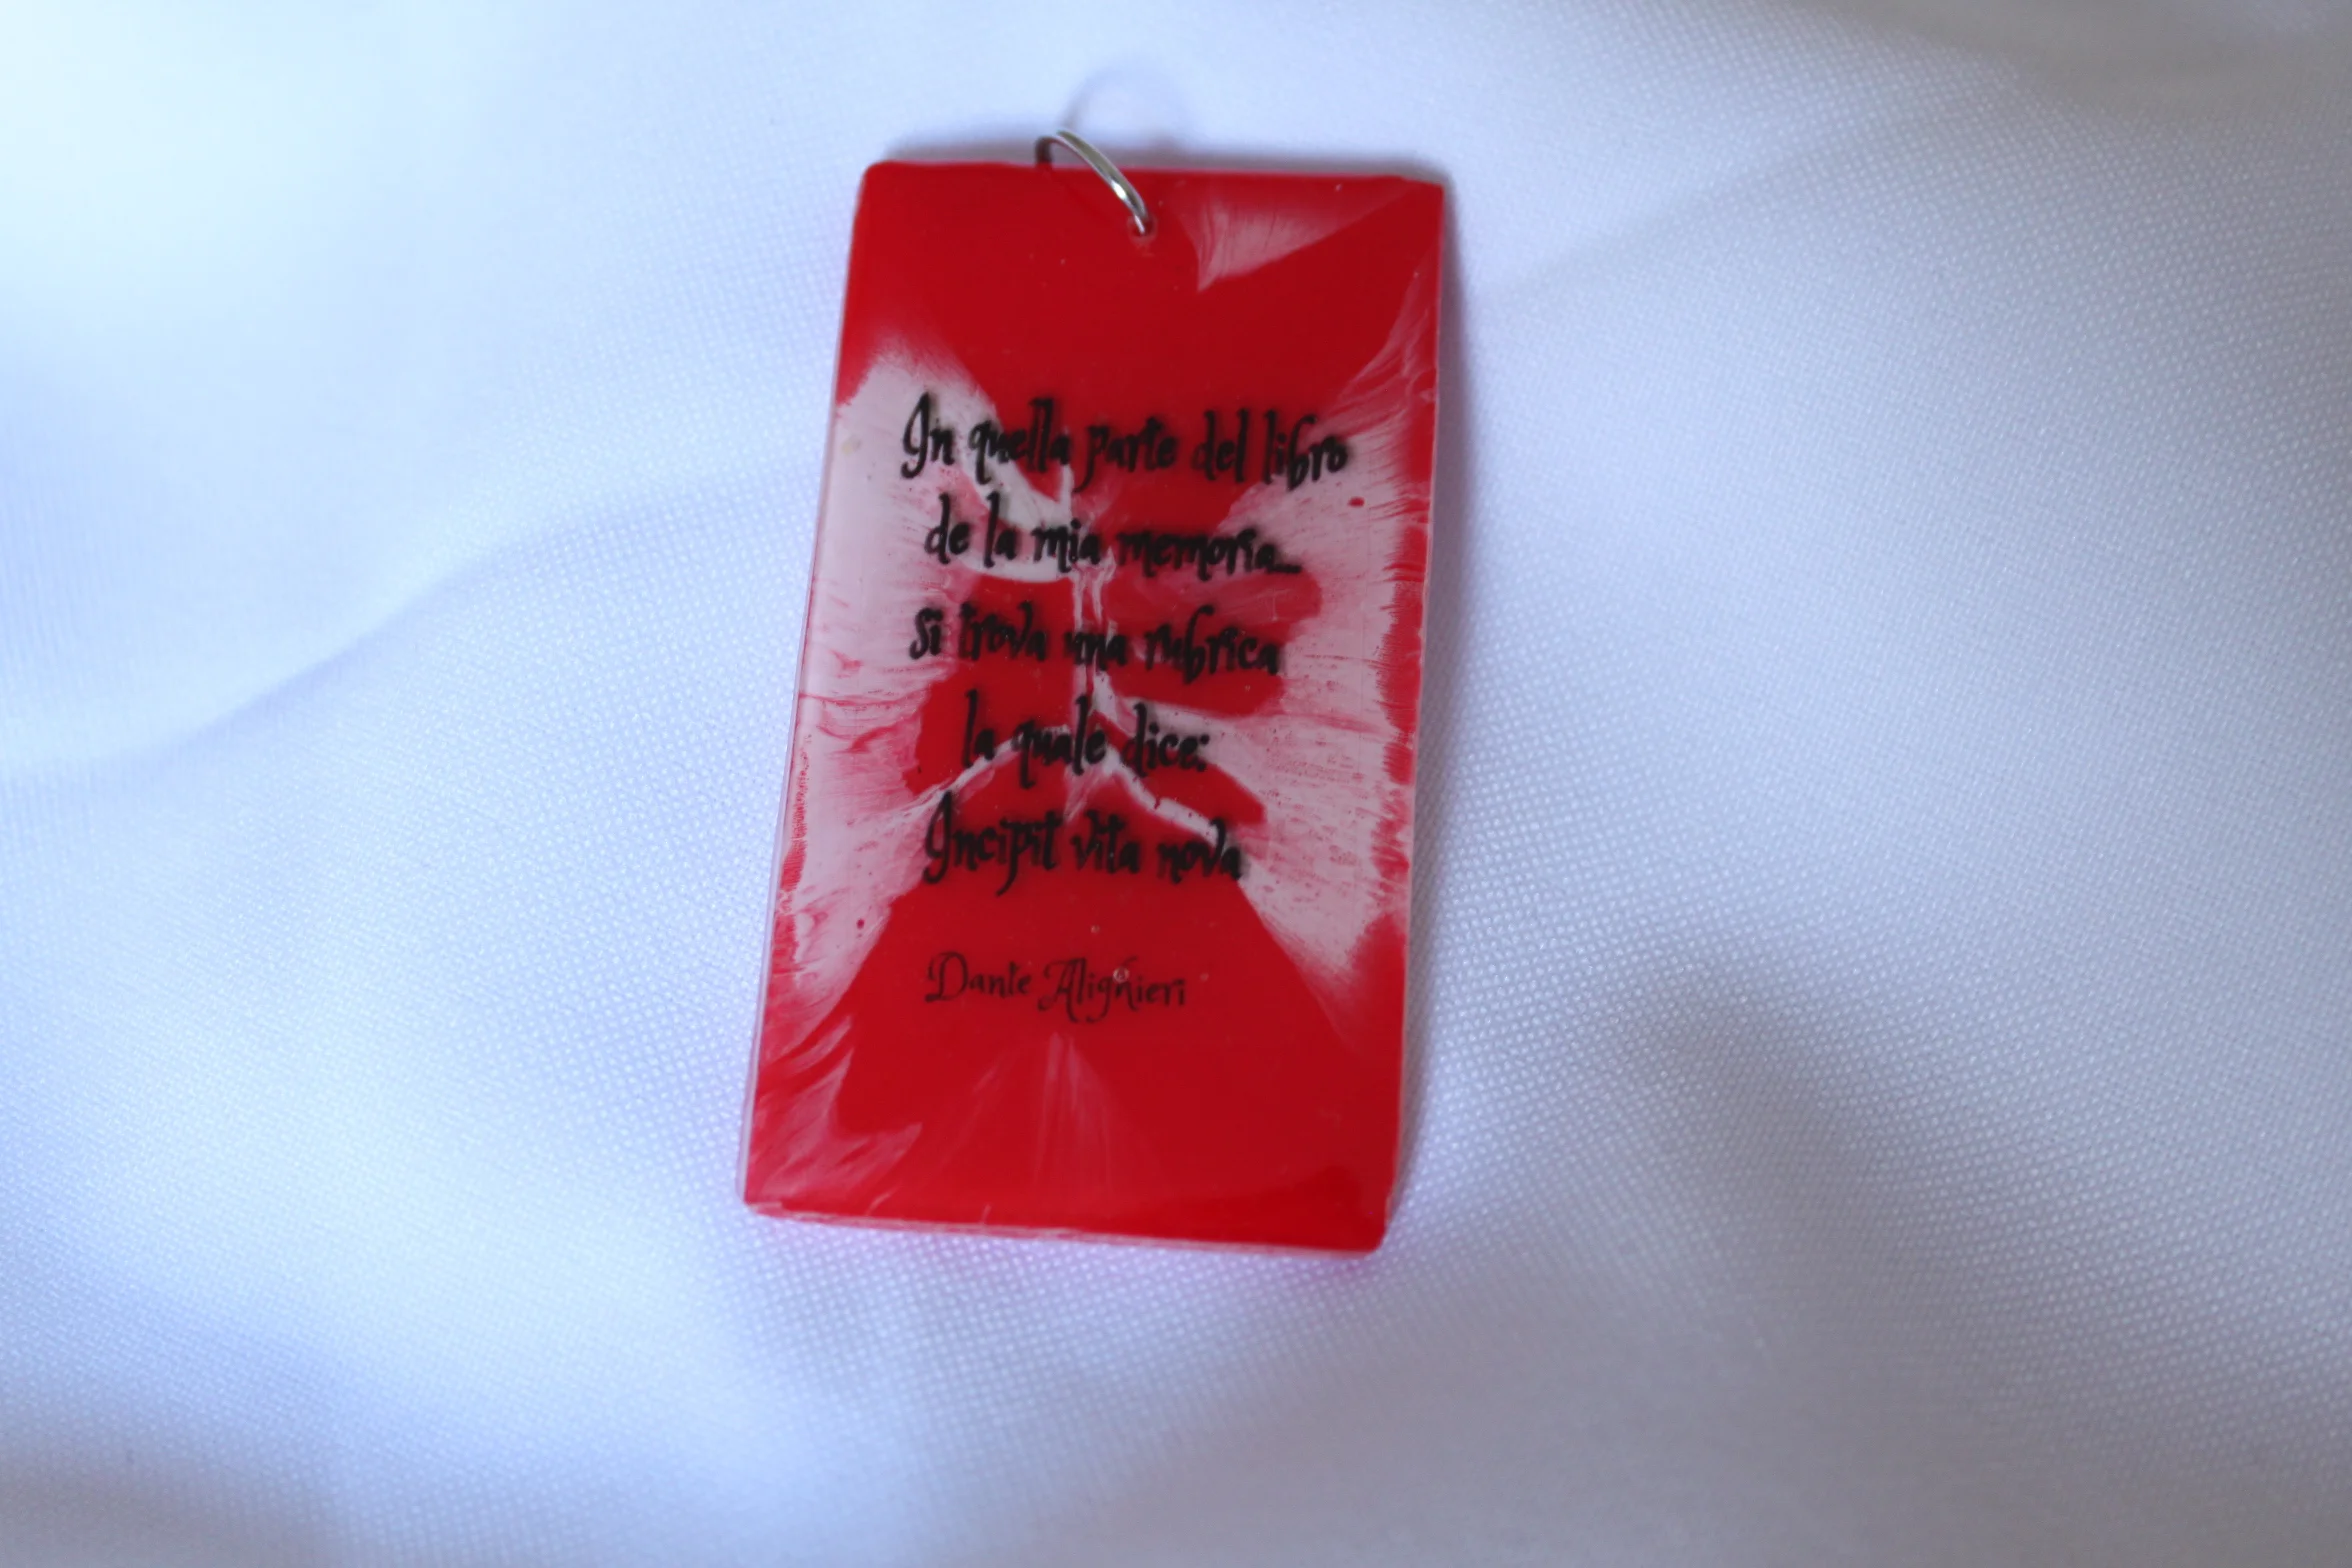 In quella parte del libro
de la mia memoria...
si trova una rubrica
la quale dice:
Incipit vita nova
Dante Alighieri